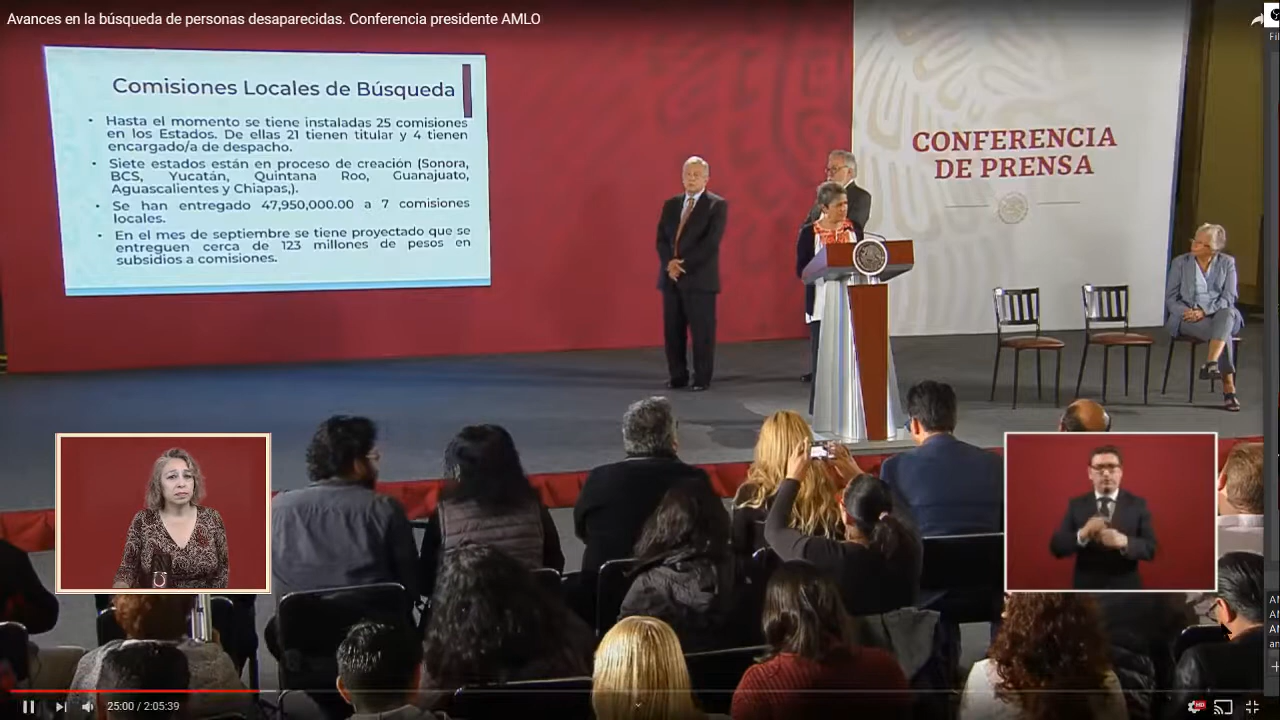 Avances en la búsqueda de personas desaparecidas. Conferencia presidente AMLO
Comisiones Locales de Búsqueda
• Hasta el momento se tiene instaladas 25 comisiones
en los Estados. De ellas 21 tienen titular y 4 tienen
encargado/a de despacho.
• Siete estados están en proceso de creación (Sonora,
BCS, Yucatán, Quintana Roo, Guanajuato,
Aguascalientes y Chiapas,).
• Se han entregado 47,950,000.00 a 7 comisiones
locales.
• En el mes de septiembre se tiene proyectado que se
entreguen cerca de 123 millones de pesos en
subsidios a comisiones.
CONFERENCIA
DE PRENSA
25:00 / 2:05:39
HD